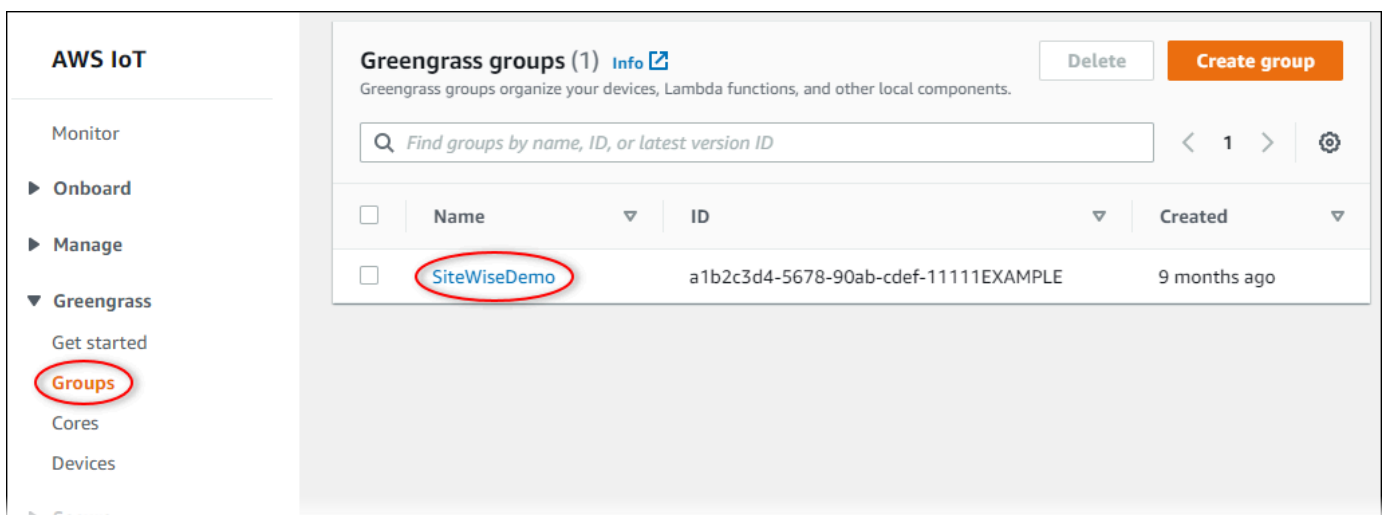 AWS IoT
Monitor
Onboard
Manage
Greengrass
Get started
Groups
Cores
Devices
Greengrass groups (1) Info
Delete
Create group
Greengrass groups organize your devices, Lambda functions, and other local components.
Find groups by name, ID, or latest version ID
1
Name ID Created
SiteWiseDemo a1b2c3d4-5678-90ab-cdef-11111EXAMPLE 9 months ago